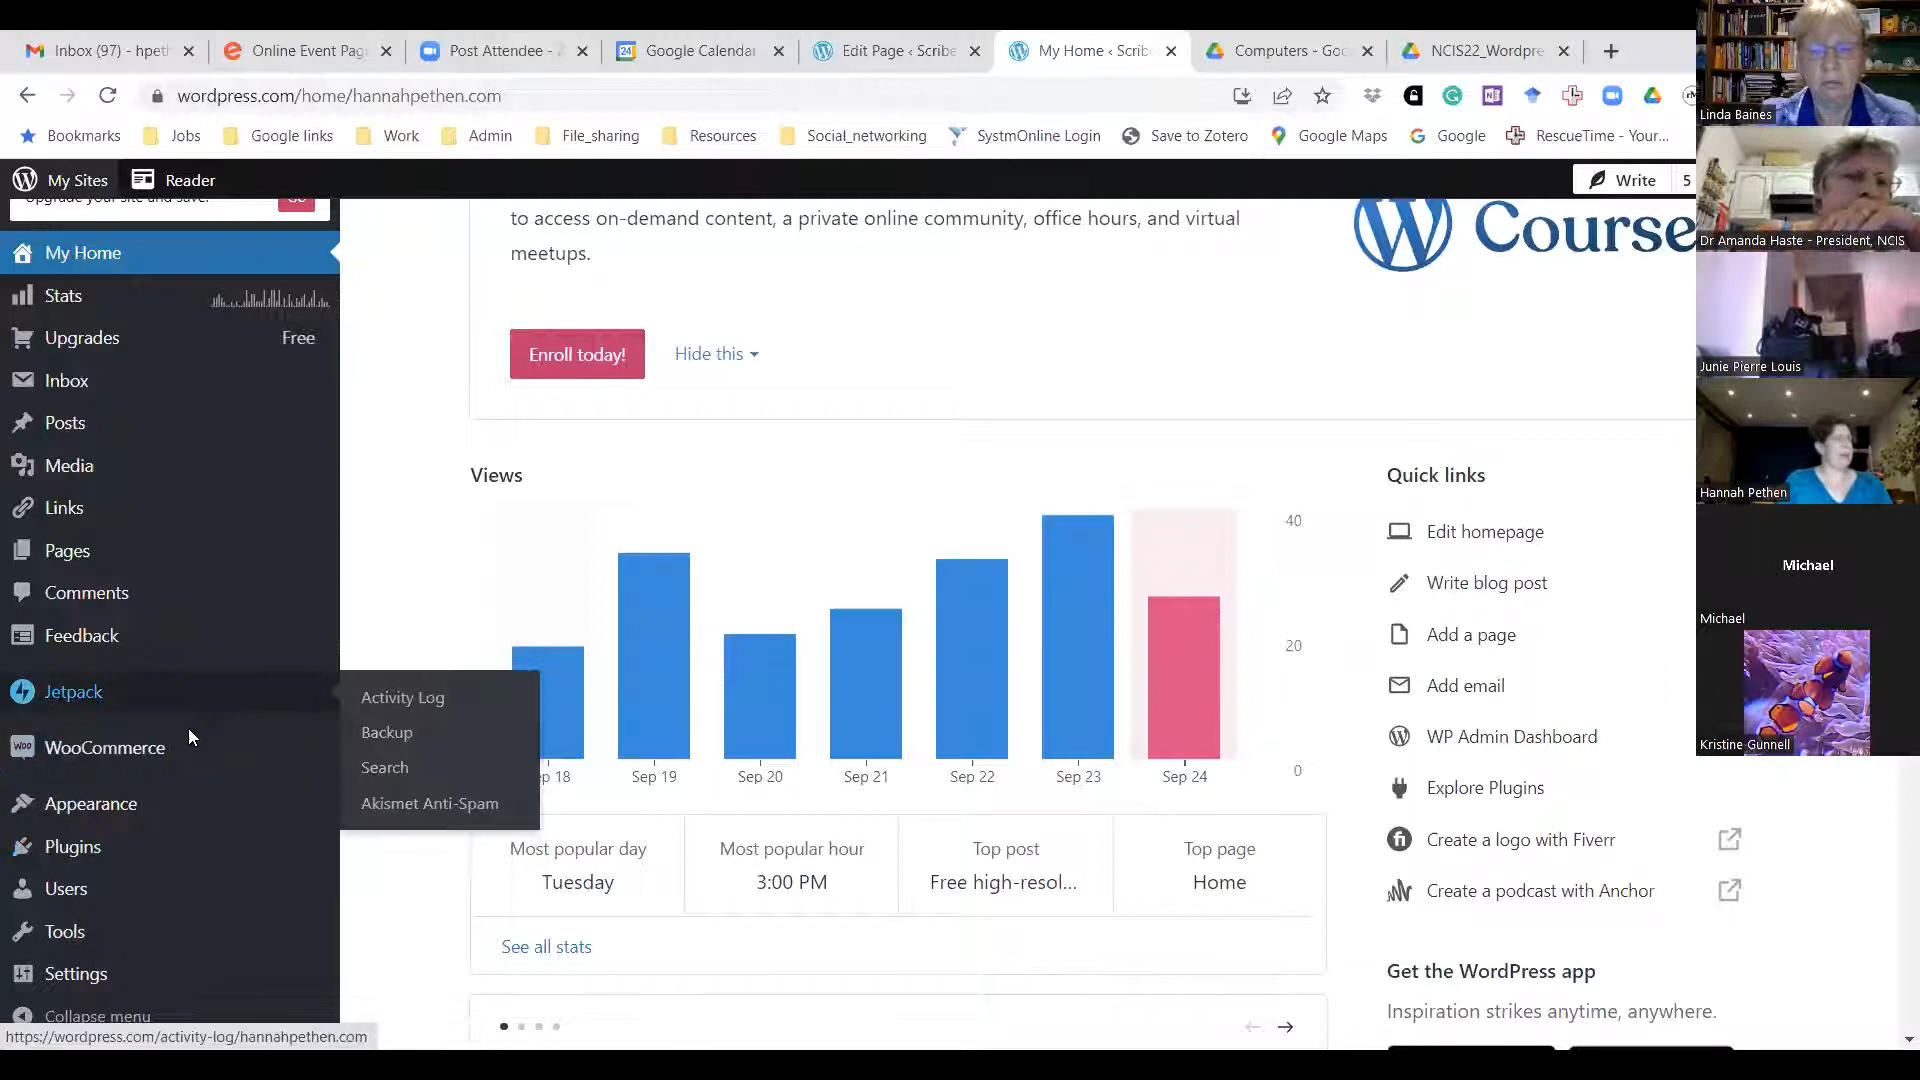 Inbox (97) - hpeth
Online Event Pag
Post Attendee -
Google Calenda
Edit Page ‹ Scribe
My Home ‹ Scrib
Computers - Goo
NCIS22_Wordpre
wordpress.com/home/hannahpethen.com
Bookmarks
Jobs
Google links
Work
Admin
File_sharing
Resources
Social_networking
SystmOnline Login
Save to Zotero
Google Maps
Google
RescueTime - Your...
My Sites
Reader
Write
5
Upgrade your site and save.
Go
My Home
Stats
Upgrades
Free
Inbox
Posts
Media
Links
Pages
Comments
Feedback
Jetpack
WooCommerce
Appearance
Plugins
Users
Tools
Settings
Collapse menu
https://wordpress.com/activity-log/hannahpethen.com
Activity Log
Backup
Search
Akismet Anti-Spam
to access on-demand content, a private online community, office hours, and virtual
meetups.
Course
Enroll today!
Hide this
Views
40
20
0
p 18
Sep 19
Sep 20
Sep 21
Sep 22
Sep 23
Sep 24
Most popular day
Tuesday
Most popular hour
3:00 PM
Top post
Free high-resol...
Top page
Home
See all stats
Quick links
Edit homepage
Write blog post
Add a page
Add email
WP Admin Dashboard
Explore Plugins
Create a logo with Fiverr
Create a podcast with Anchor
Get the WordPress app
Inspiration strikes anytime, anywhere.
Linda Baines
Dr Amanda Haste - President, NCIS
Junie Pierre Louis
Hannah Pethen
Michael
Michael
Kristine Gunnell